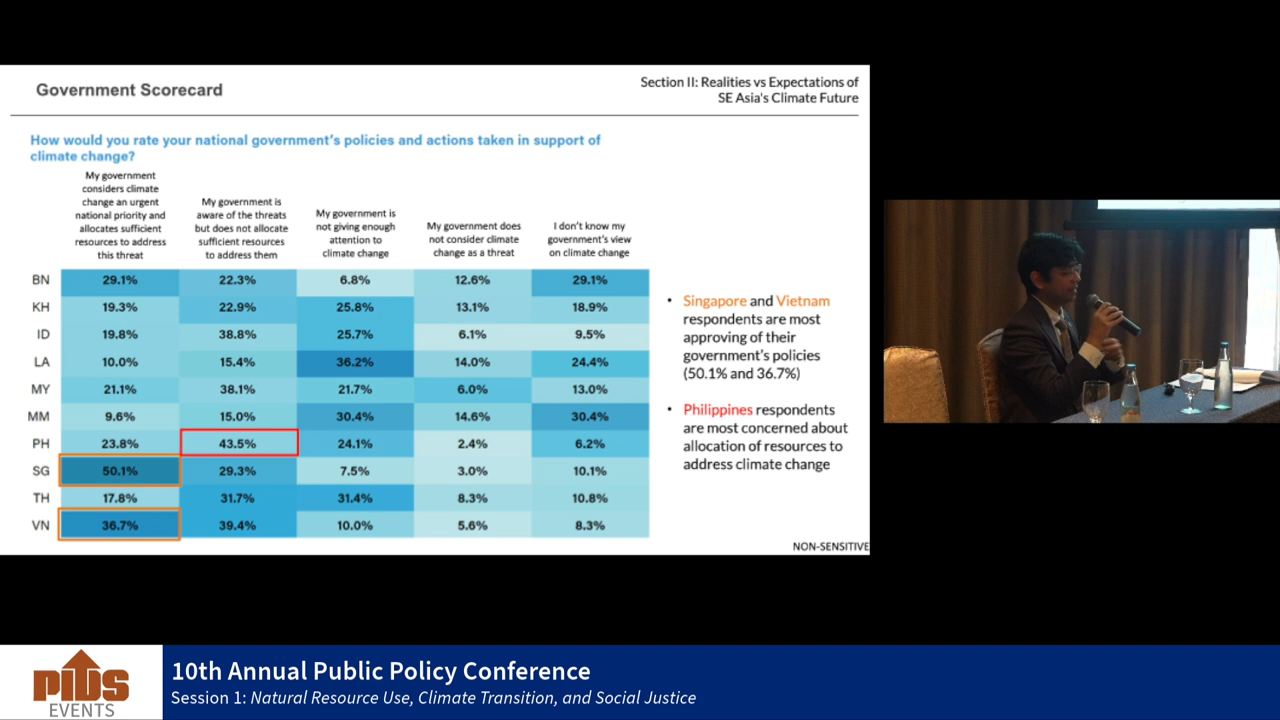 Government Scorecard
Section II: Realities vs Expectations of
SE Asia's Climate Future
How would you rate your national government's policies and actions taken in support of
climate change?
My government
considers climate
change an urgent
national priority and
allocates sufficient
resources to address
this threat
My government is
aware of the threats
but does not allocate
sufficient resources
to address them
My government is
not giving enough
attention to
climate change
My government does
not consider climate
change as a threat
I don't know my
government's view
on climate change
BN 29.1% 22.3% 6.8% 12.6% 29.1%
KH 19.3% 22.9% 25.8% 13.1% 18.9%
ID 19.8% 38.8% 25.7% 6.1% 9.5%
LA 10.0% 15.4% 36.2% 14.0% 24.4%
MY 21.1% 38.1% 21.7% 6.0% 13.0%
MM 9.6% 15.0% 30.4% 14.6% 30.4%
PH 23.8% 43.5% 24.1% 2.4% 6.2%
SG 50.1% 29.3% 7.5% 3.0% 10.1%
TH 17.8% 31.7% 31.4% 8.3% 10.8%
VN 36.7% 39.4% 10.0% 5.6% 8.3%
• Singapore and Vietnam
respondents are most
approving of their
government's policies
(50.1% and 36.7%)
• Philippines respondents
are most concerned about
allocation of resources to
address climate change
NON-SENSITIVE
PIDS
EVENTS
10th Annual Public Policy Conference
Session 1: Natural Resource Use, Climate Transition, and Social Justice